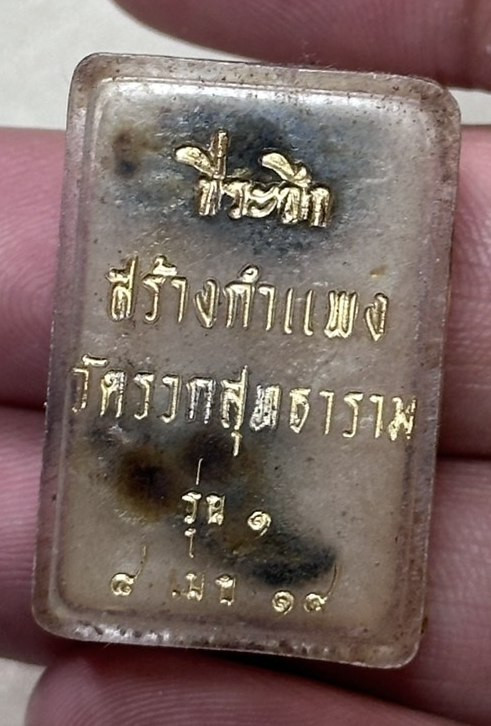 ที่ระฦก
สร้างกำแพง
วัดรวกสุทธาราม
รุ่น ๑
๘ เมย ๑๙